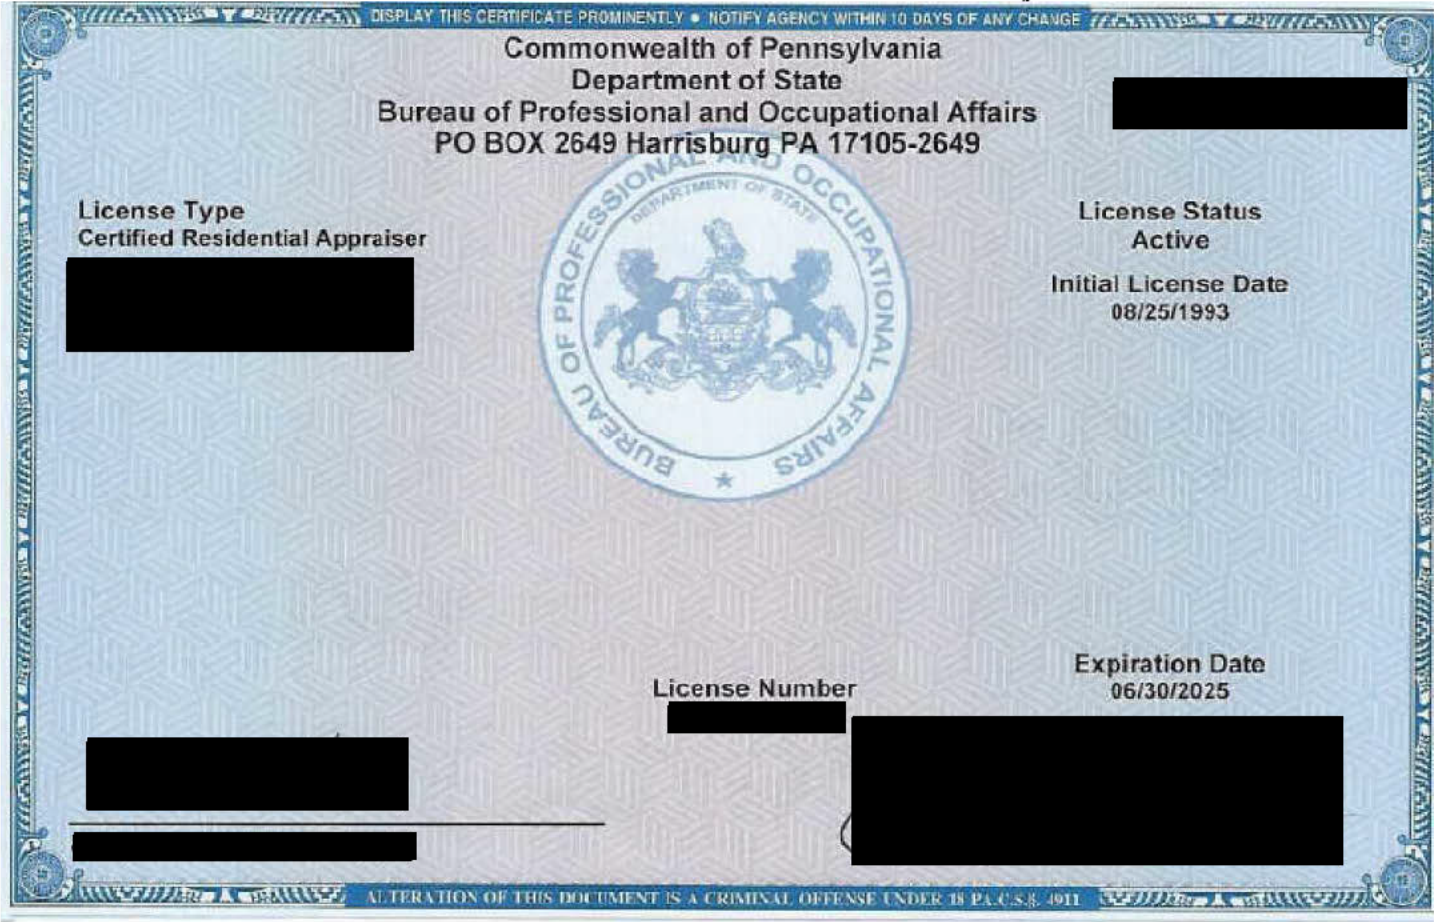 DISPLAY THIS CERTIFICATE PROMINENTLY ● NOTIFY AGENCY WITHIN 10 DAYS OF ANY CHANGE
Commonwealth of Pennsylvania
Department of State
Bureau of Professional and Occupational Affairs
PO BOX 2649 Harrisburg PA 17105-2649
License Type
Certified Residential Appraiser
License Status
Active
Initial License Date
08/25/1993
BUREAU OF PROFESSIONAL AND OCCUPATIONAL AFFAIRS
DEPARTMENT OF STATE
Expiration Date
06/30/2025
License Number
ALTERATION OF THIS DOCUMENT IS A CRIMINAL OFFENSE UNDER 18 PA.C.S.§. 4911